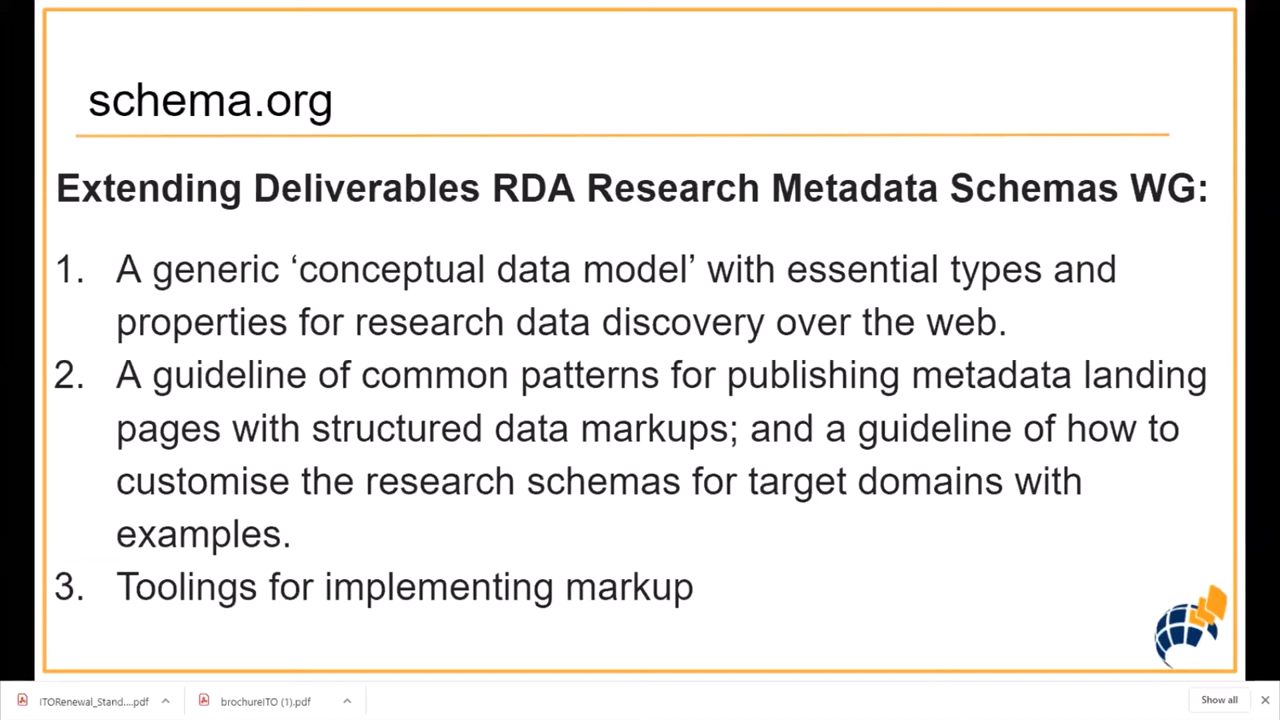 schema.org
Extending Deliverables RDA Research Metadata Schemas WG:
1. A generic ‘conceptual data model’ with essential types and
properties for research data discovery over the web.
2. A guideline of common patterns for publishing metadata landing
pages with structured data markups; and a guideline of how to
customise the research schemas for target domains with
examples.
3. Toolings for implementing markup
ITORenewal_Stand....pdf
brochureITO (1).pdf
Show all